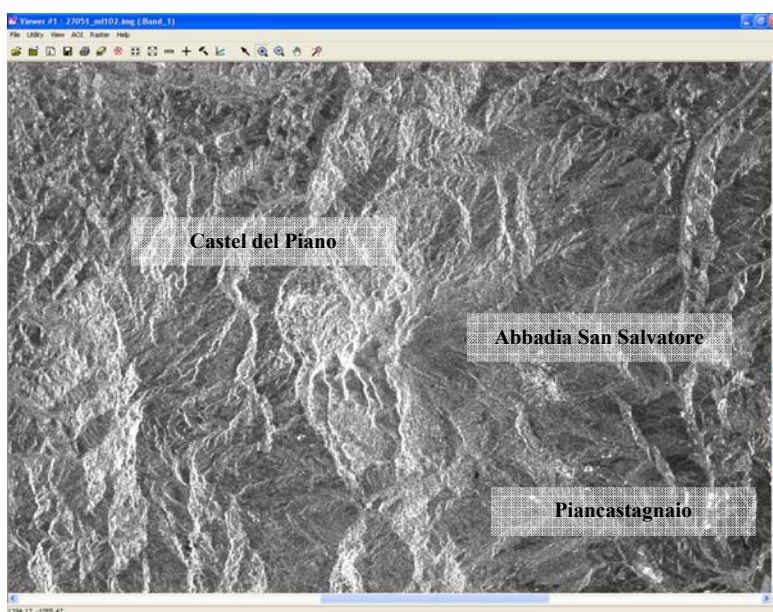 Viewer #1 : 27051_ml102.img (:Band_1)
File Utility View AOI Raster Help
Castel del Piano
Abbadia San Salvatore
Piancastagnaio